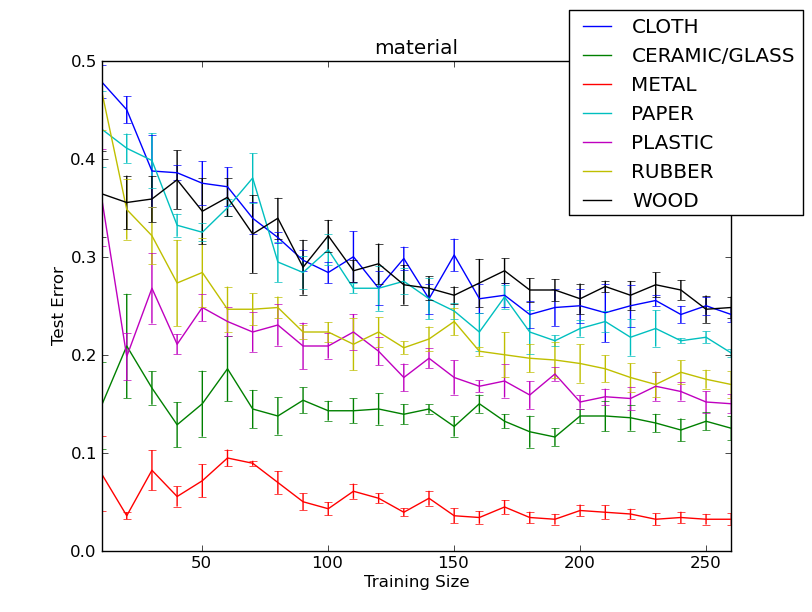 material
CLOTH
CERAMIC/GLASS
METAL
PAPER
PLASTIC
RUBBER
WOOD
0.5
0.4
0.3
0.2
0.1
0.0
Test Error
50
100
150
200
250
Training Size